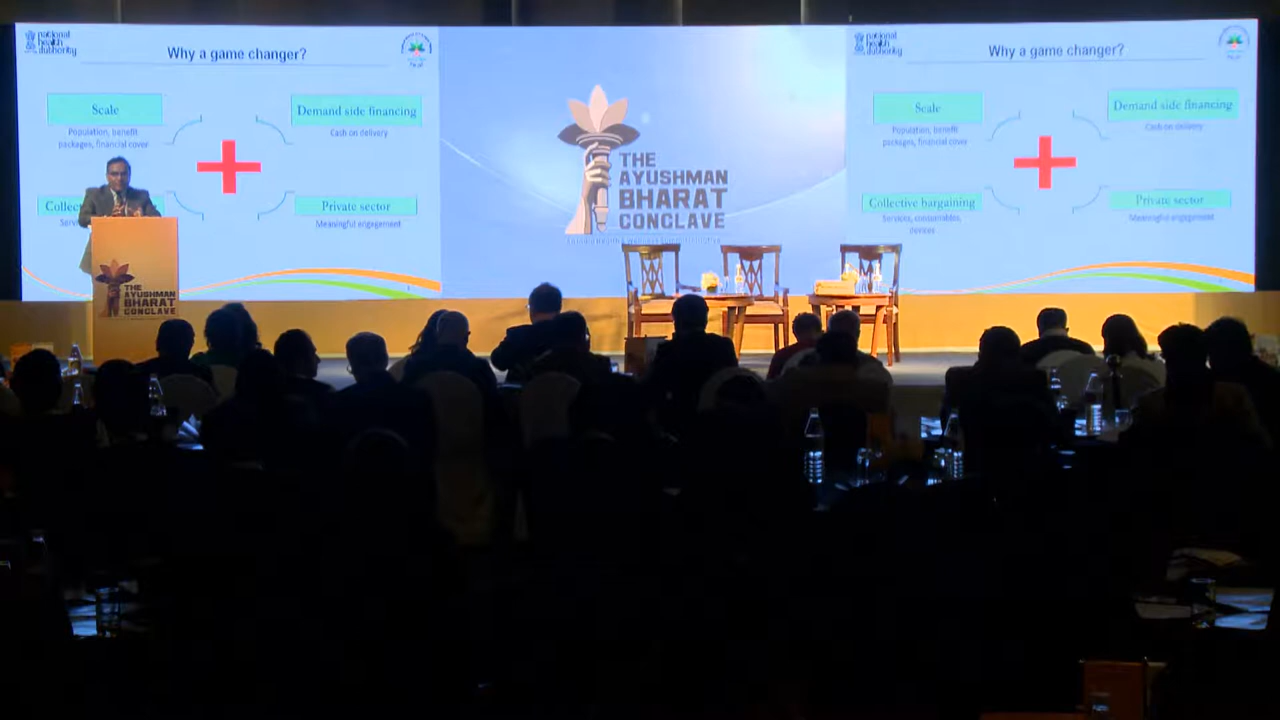 national
health
authority
Why a game changer?
Scale
Population, benefit
packages, financial cover
Demand side financing
Cash on delivery
Collec
Private sector
Meaningful engagement
THE
AYUSHMAN
BHARAT
CONCLAVE
THE
AYUSHMAN
BHARAT
CONCLAVE
national
health
authority
Why a game changer?
Scale
Population, benefit
packages, financial cover
Demand side financing
Cash on delivery
Collective bargaining
Services, consumables,
devices
Private sector
Meaningful engagement